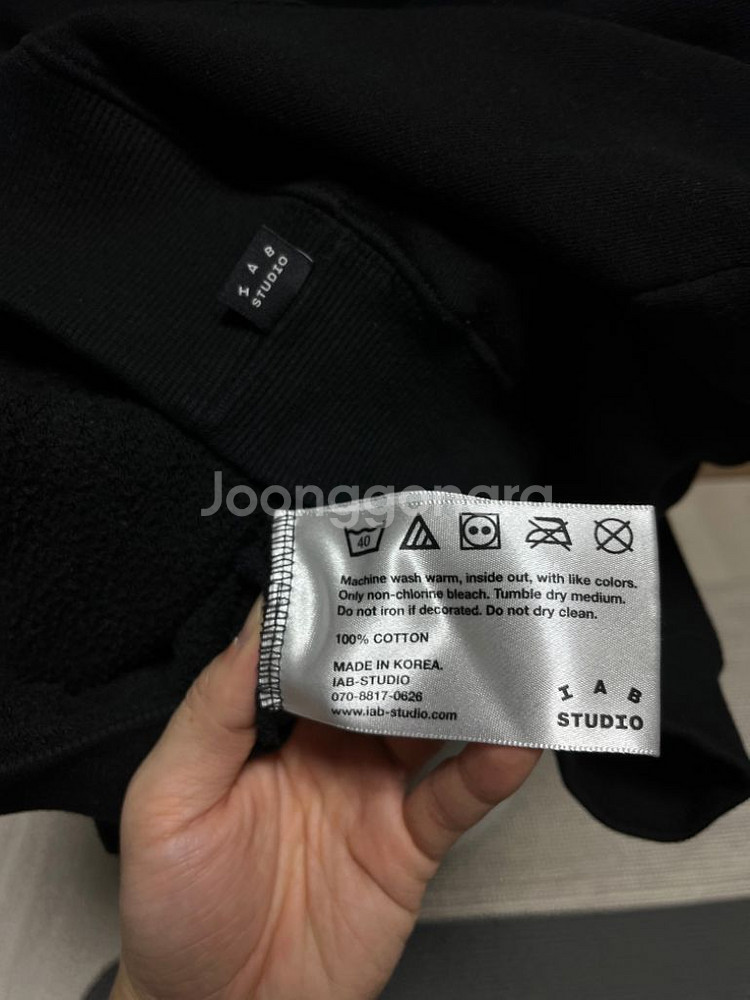 I A B
STUDIO
Joonggonara
40
Machine wash warm, inside out, with like colors.
Only non-chlorine bleach. Tumble dry medium.
Do not iron if decorated. Do not dry clean.
100% COTTON
MADE IN KOREA.
IAB-STUDIO
070-8817-0626
www.iab-studio.com
I A B
STUDIO